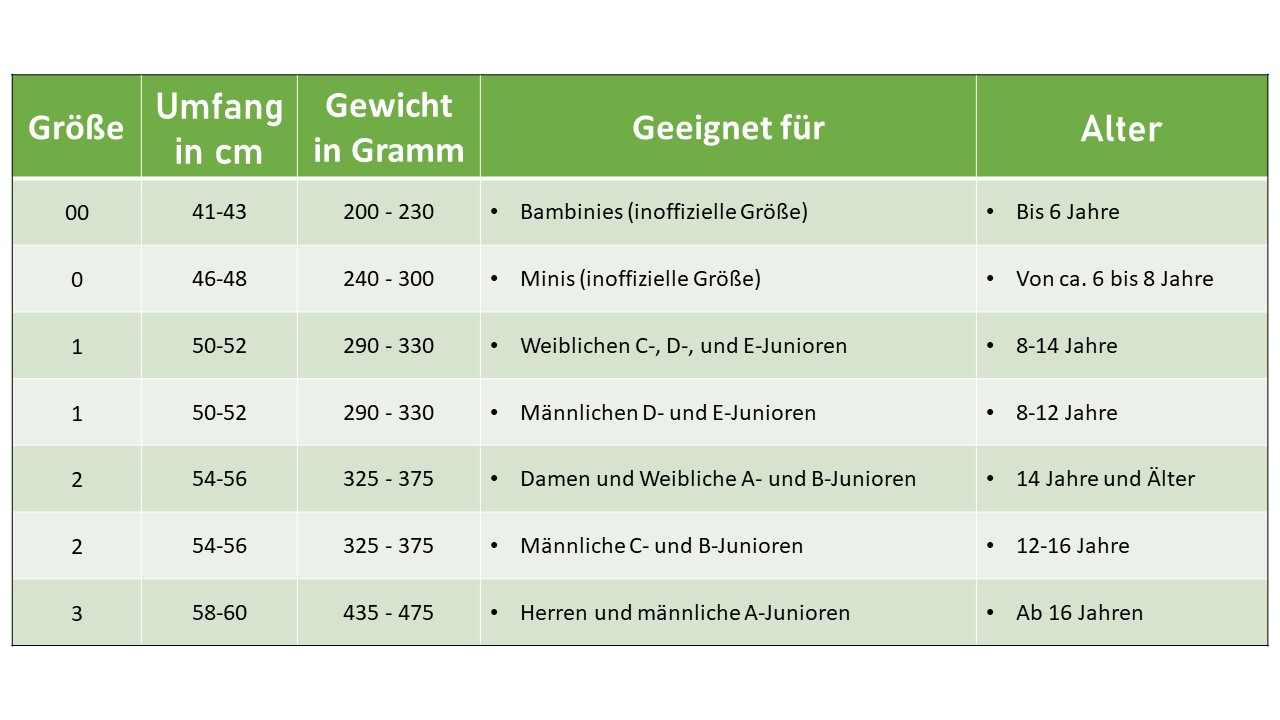 Größe Umfang in cm Gewicht in Gramm Geeignet für Alter
00 41-43 200 - 230 • Bambinies (inoffizielle Größe) • Bis 6 Jahre
0 46-48 240 - 300 • Minis (inoffizielle Größe) • Von ca. 6 bis 8 Jahre
1 50-52 290 - 330 • Weiblichen C-, D-, und E-Junioren • 8-14 Jahre
1 50-52 290 - 330 • Männlichen D- und E-Junioren • 8-12 Jahre
2 54-56 325 - 375 • Damen und Weibliche A- und B-Junioren • 14 Jahre und Älter
2 54-56 325 - 375 • Männliche C- und B-Junioren • 12-16 Jahre
3 58-60 435 - 475 • Herren und männliche A-Junioren • Ab 16 Jahren